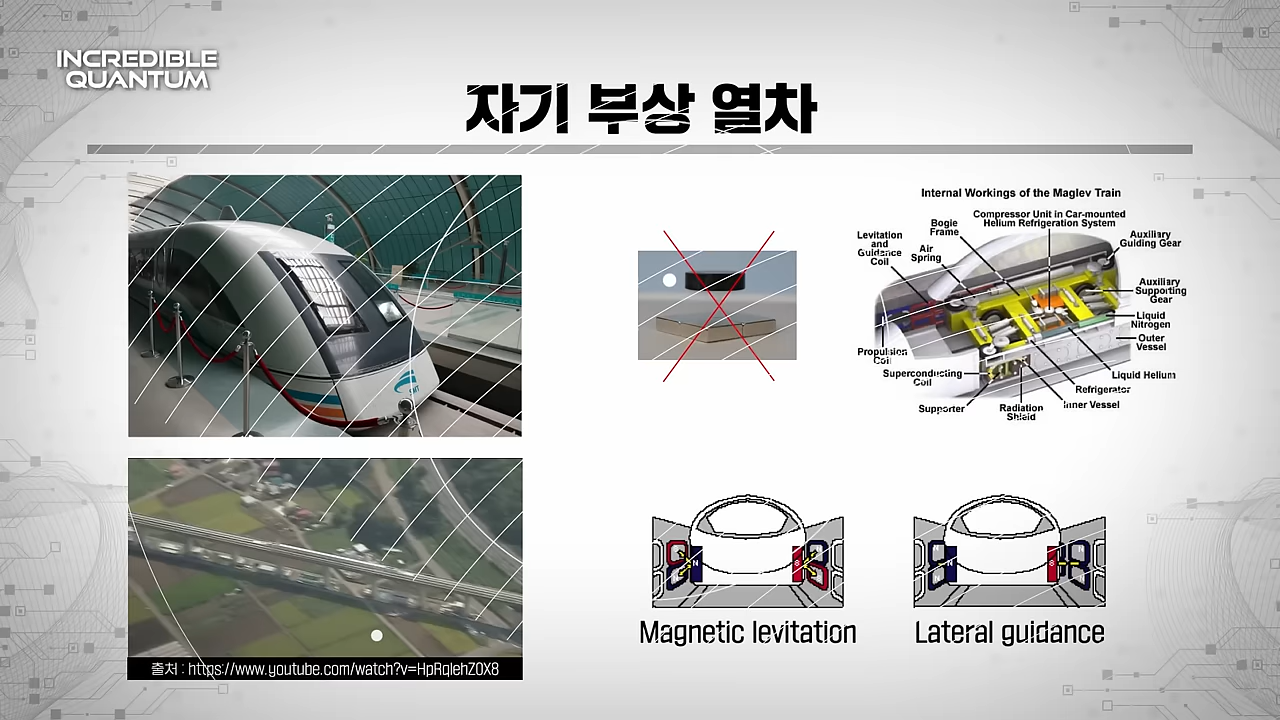 INCREDIBLE
QUANTUM
자기 부상 열차
Internal Workings of the Maglev Train
Compressor Unit in Car-mounted
Helium Refrigeration System
Bogie
Frame
Levitation
and
Guidance
Coil
Air
Spring
Auxiliary
Guiding Gear
Auxiliary
Supporting
Gear
Liquid
Nitrogen
Outer
Vessel
Propulsion
Coil
Superconducting
Coil
Liquid Helium
Refrigerator
Supporter
Radiation
Shield
Inner Vessel
SMT
N
S
N
N
S
N
Magnetic levitation
Lateral guidance
출처 : https://www.youtube.com/watch?v=HpRqlehZ0X8